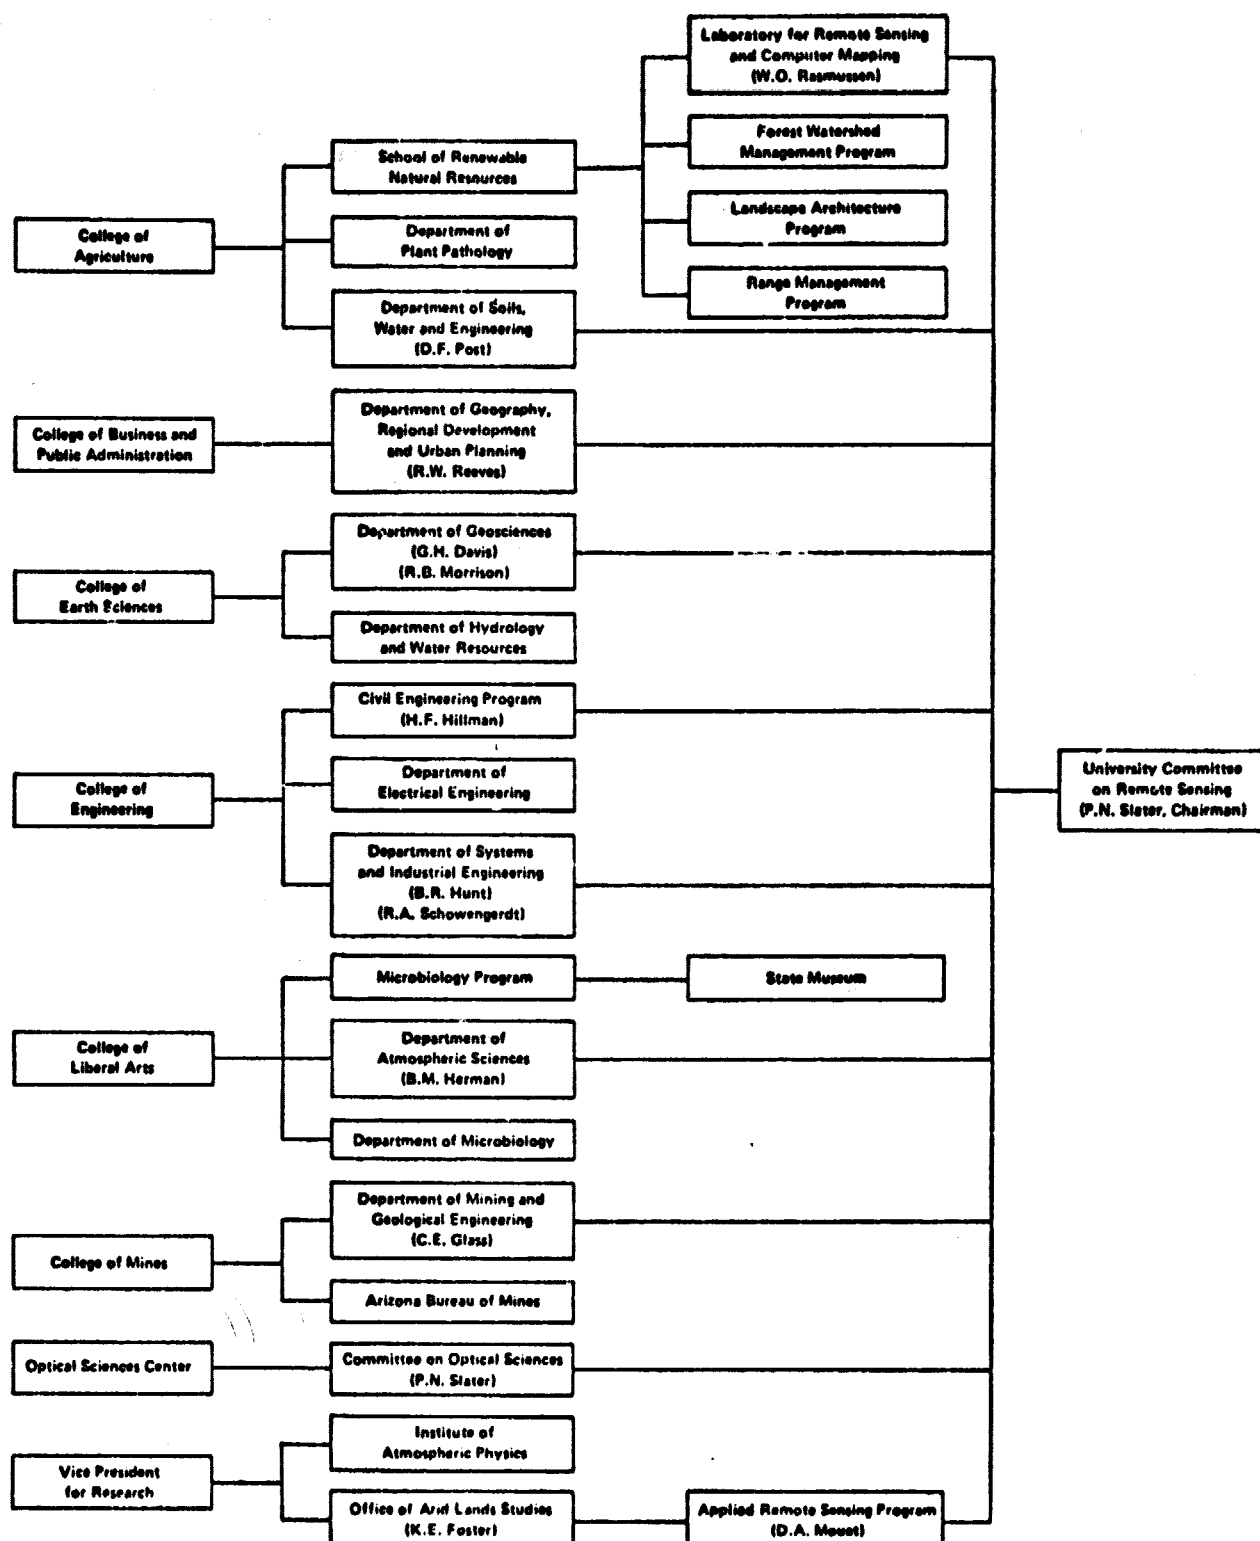 Laboratory for Remote Sensing
and Computer Mapping
(W.O. Rasmussen)
Forest Watershed
Management Program
School of Renewable
Natural Resources
Landscape Architecture
Program
College of
Agriculture
Department of
Plant Pathology
Range Management
Program
Department of Soils,
Water and Engineering
(D.F. Post)
College of Business and
Public Administration
Department of Geography,
Regional Development
and Urban Planning
(R.W. Reeves)
College of
Earth Sciences
Department of Geosciences
(G.H. Davis)
(R.B. Morrison)
Department of Hydrology
and Water Resources
College of
Engineering
Civil Engineering Program
(H.F. Hillman)
Department of
Electrical Engineering
Department of Systems
and Industrial Engineering
(B.R. Hunt)
(R.A. Schowengerdt)
University Committee
on Remote Sensing
(P.N. Slater, Chairman)
College of
Liberal Arts
Microbiology Program
State Museum
Department of
Atmospheric Sciences
(B.M. Herman)
Department of Microbiology
College of Mines
Department of Mining and
Geological Engineering
(C.E. Glass)
Arizona Bureau of Mines
Optical Sciences Center
Committee on Optical Sciences
(P.N. Slater)
Vice President
for Research
Institute of
Atmospheric Physics
Office of Arid Lands Studies
(K.E. Foster)
Applied Remote Sensing Program
(D.A. Mouat)